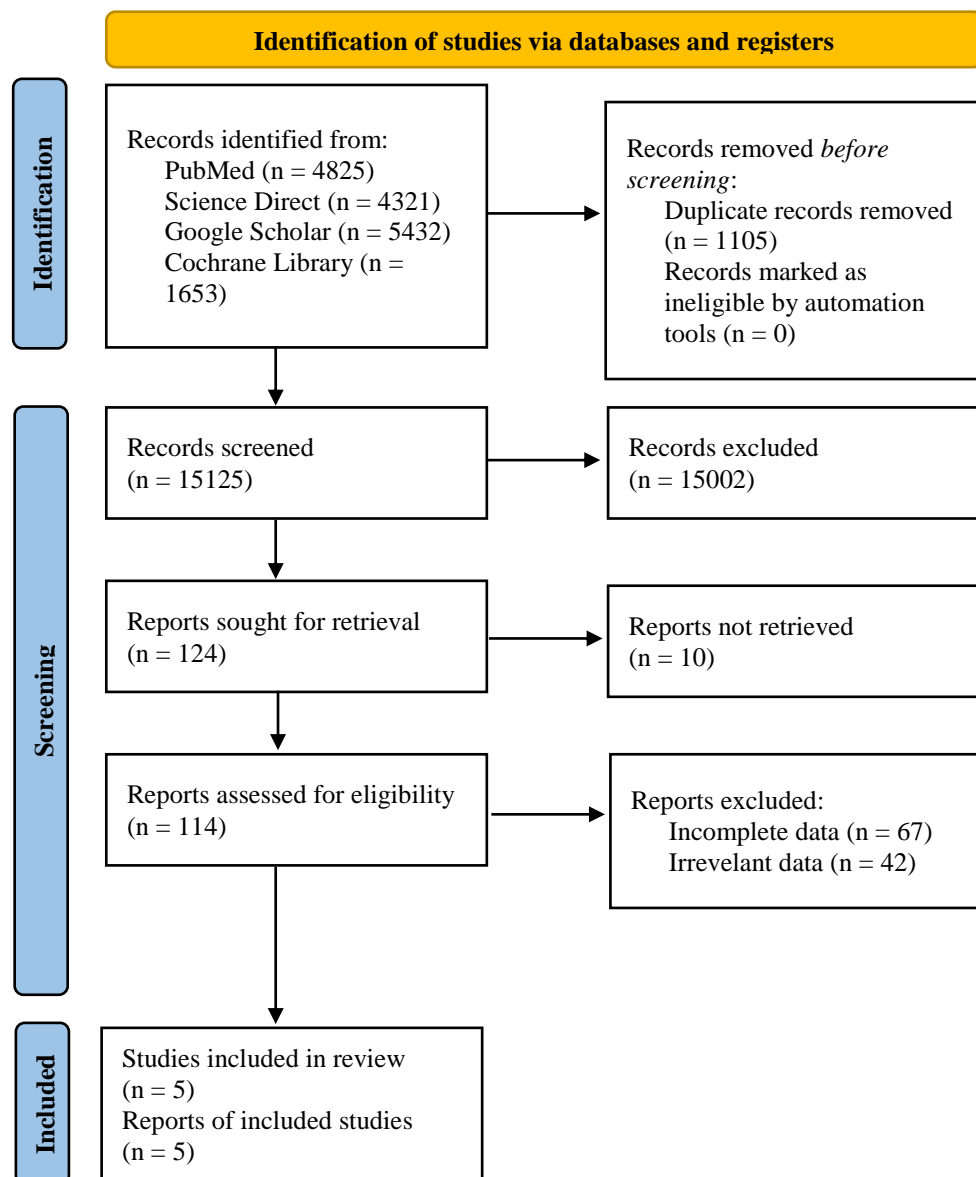 Identification of studies via databases and registers
Identification
Records identified from:
PubMed (n = 4825)
Science Direct (n = 4321)
Google Scholar (n = 5432)
Cochrane Library (n =
1653)
Records removed before
screening:
Duplicate records removed
(n = 1105)
Records marked as
ineligible by automation
tools (n = 0)
Screening
Records screened
(n = 15125)
Records excluded
(n = 15002)
Reports sought for retrieval
(n = 124)
Reports not retrieved
(n = 10)
Reports assessed for eligibility
(n = 114)
Reports excluded:
Incomplete data (n = 67)
Irrevelant data (n = 42)
Included
Studies included in review
(n = 5)
Reports of included studies
(n = 5)